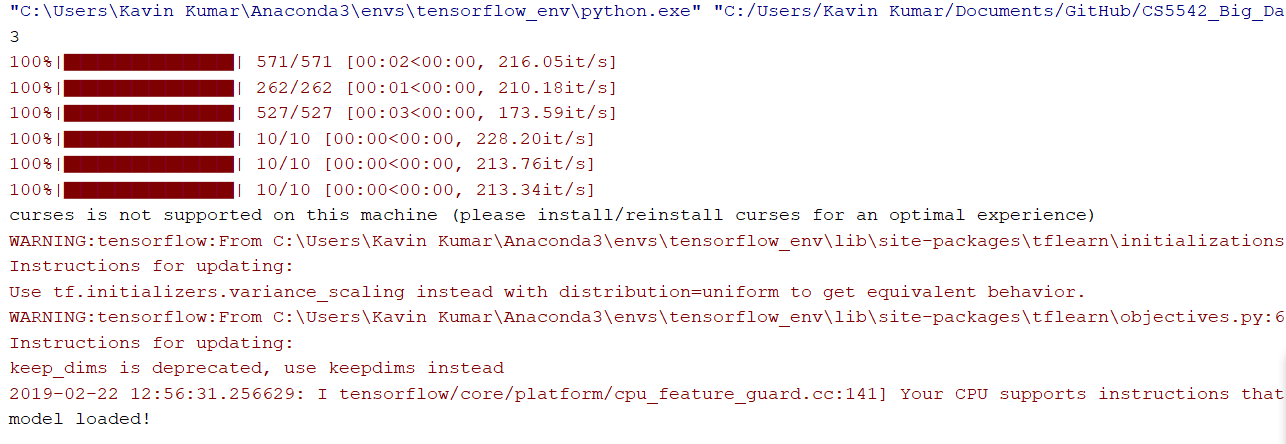 "C:\Users\Kavin Kumar\Anaconda3\envs\tensorflow_env\python.exe" "C:/Users/Kavin Kumar/Documents/GitHub/CS5542_Big_Da
3
100%|██████████| 571/571 [00:02<00:00, 216.05it/s]
100%|██████████| 262/262 [00:01<00:00, 210.18it/s]
100%|██████████| 527/527 [00:03<00:00, 173.59it/s]
100%|██████████| 10/10 [00:00<00:00, 228.20it/s]
100%|██████████| 10/10 [00:00<00:00, 213.76it/s]
100%|██████████| 10/10 [00:00<00:00, 213.34it/s]
curses is not supported on this machine (please install/reinstall curses for an optimal experience)
WARNING:tensorflow:From C:\Users\Kavin Kumar\Anaconda3\envs\tensorflow_env\lib\site-packages\tflearn\initializations
Instructions for updating:
Use tf.initializers.variance_scaling instead with distribution=uniform to get equivalent behavior.
WARNING:tensorflow:From C:\Users\Kavin Kumar\Anaconda3\envs\tensorflow_env\lib\site-packages\tflearn\objectives.py:6
Instructions for updating:
keep_dims is deprecated, use keepdims instead
2019-02-22 12:56:31.256629: I tensorflow/core/platform/cpu_feature_guard.cc:141] Your CPU supports instructions that
model loaded!